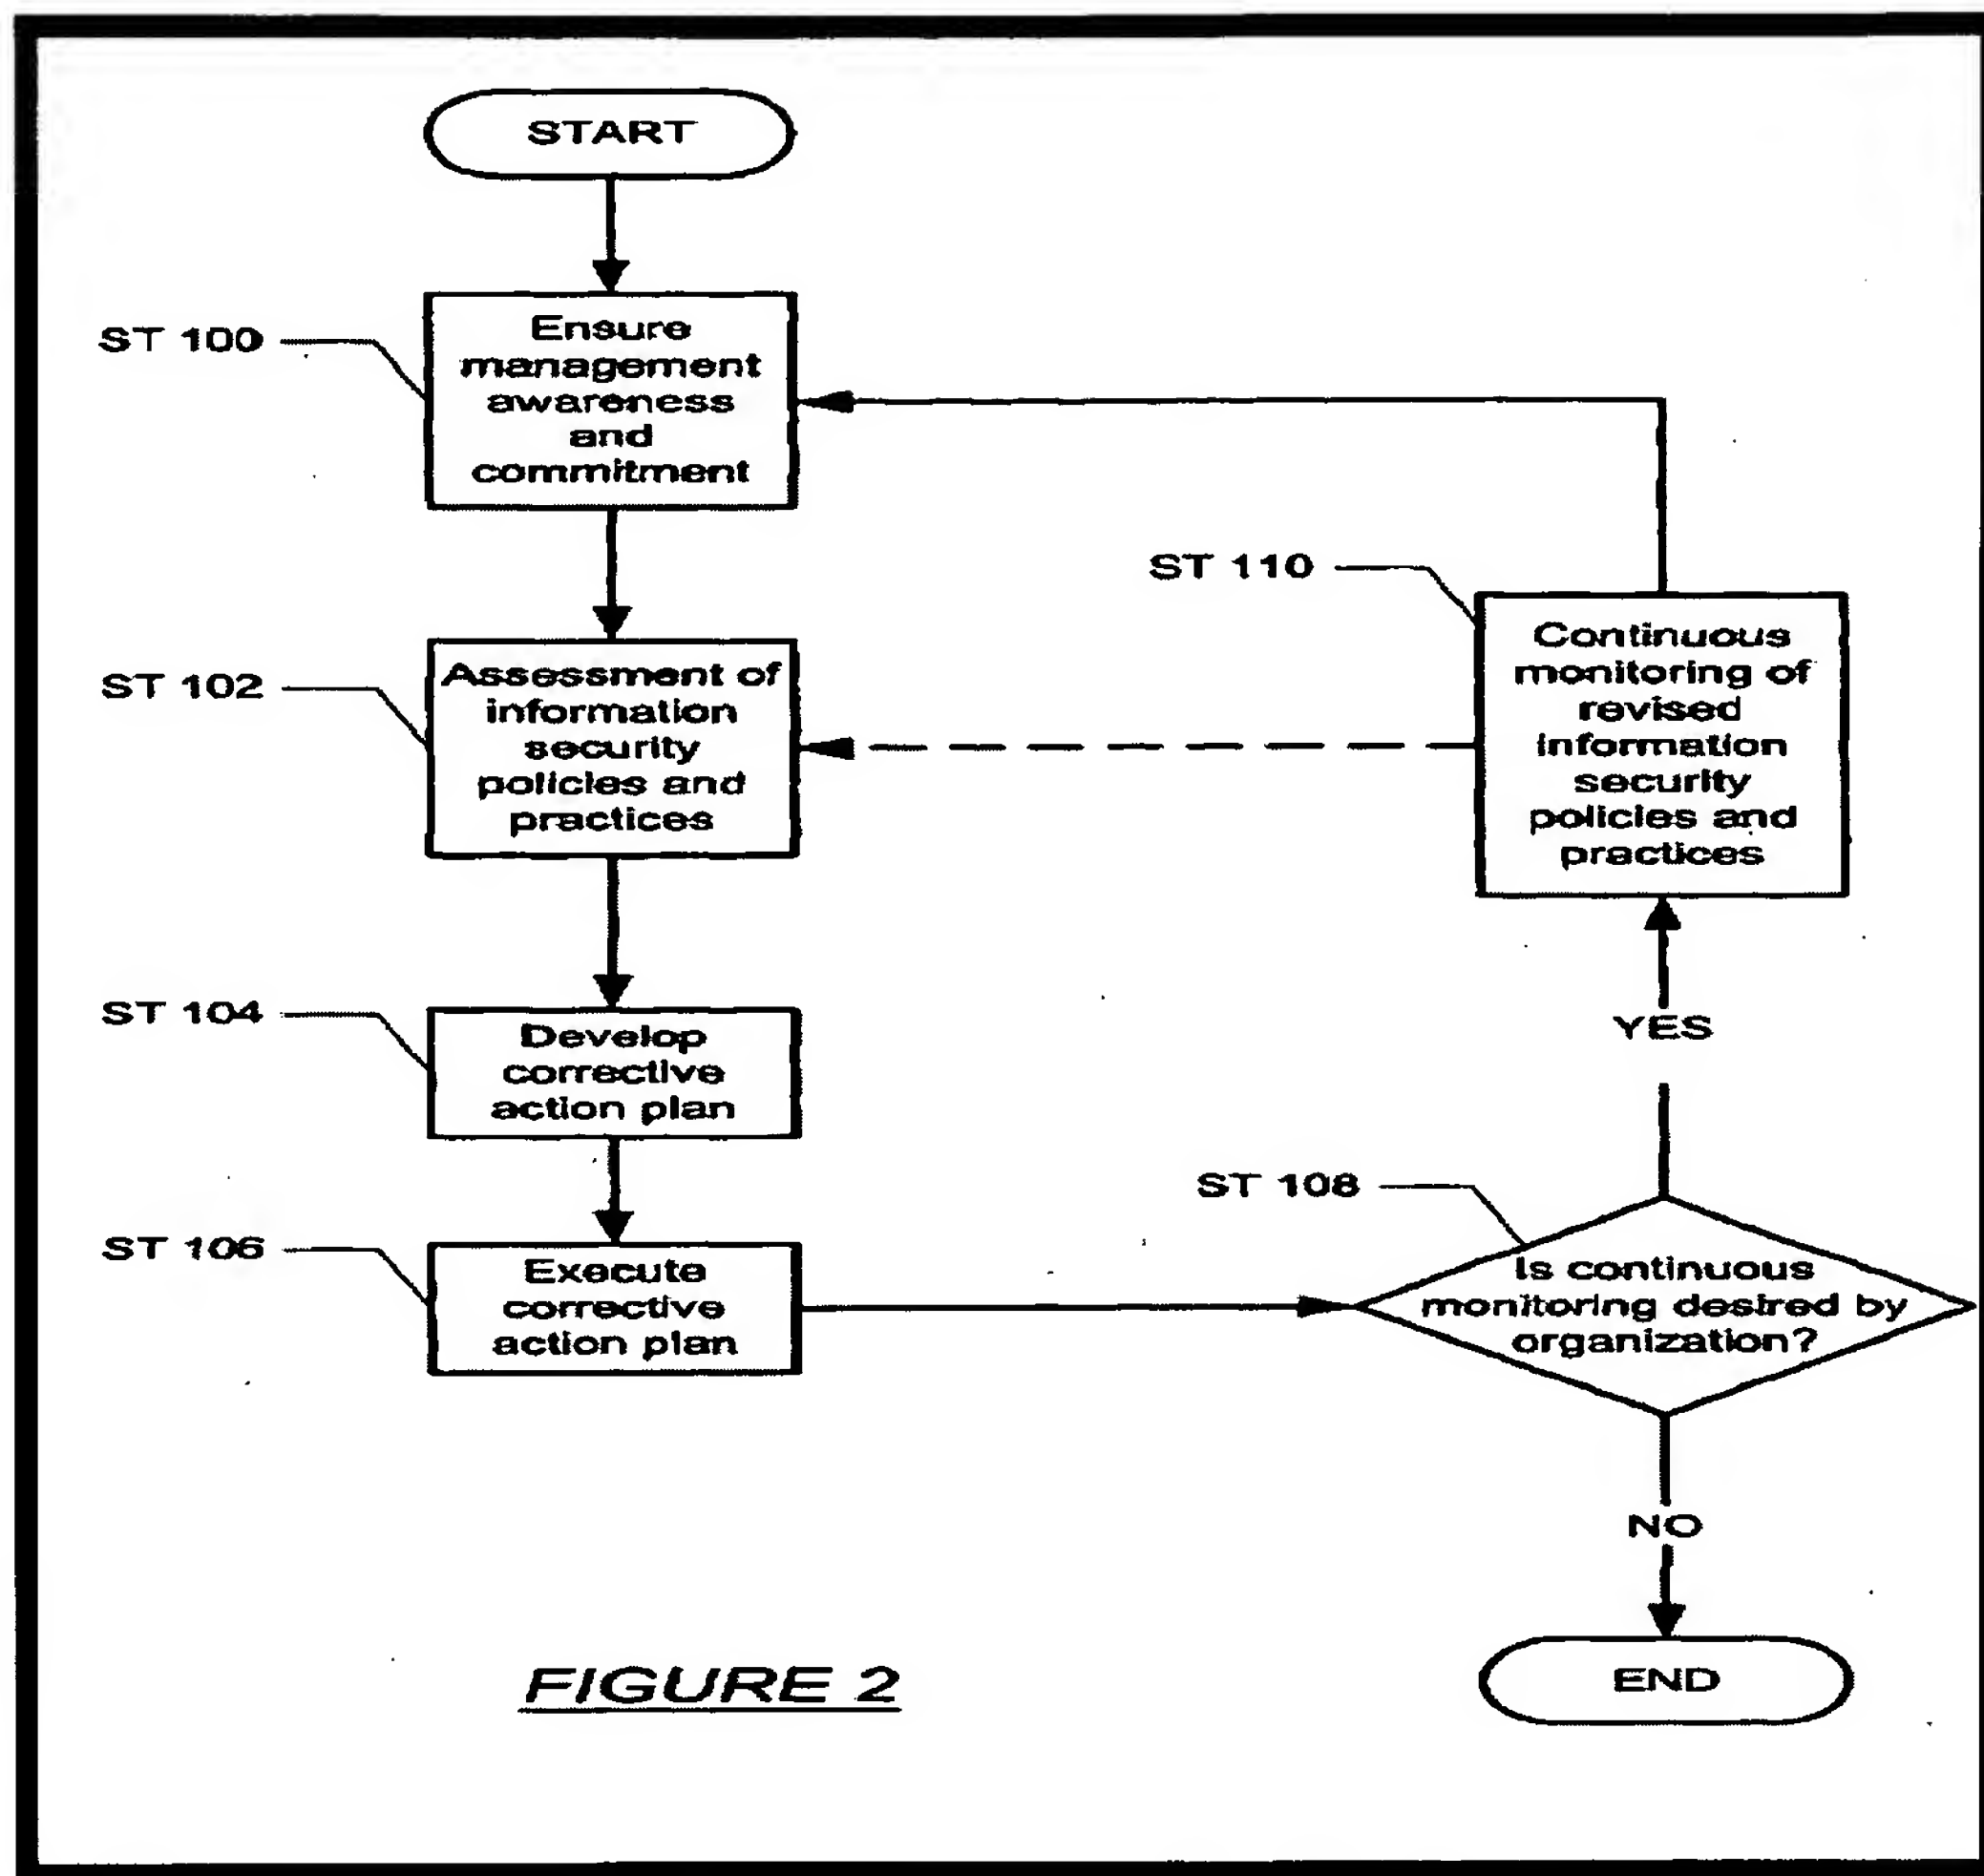 START
ST 100
Ensure
management
awareness
and
commitment
ST 102
Assessment of
information
security
policies and
practices
ST 104
Develop
corrective
action plan
ST 106
Execute
corrective
action plan
ST 108
Is continuous
monitoring desired by
organization?
YES
ST 110
Continuous
monitoring of
revised
information
security
policies and
practices
NO
END
FIGURE 2